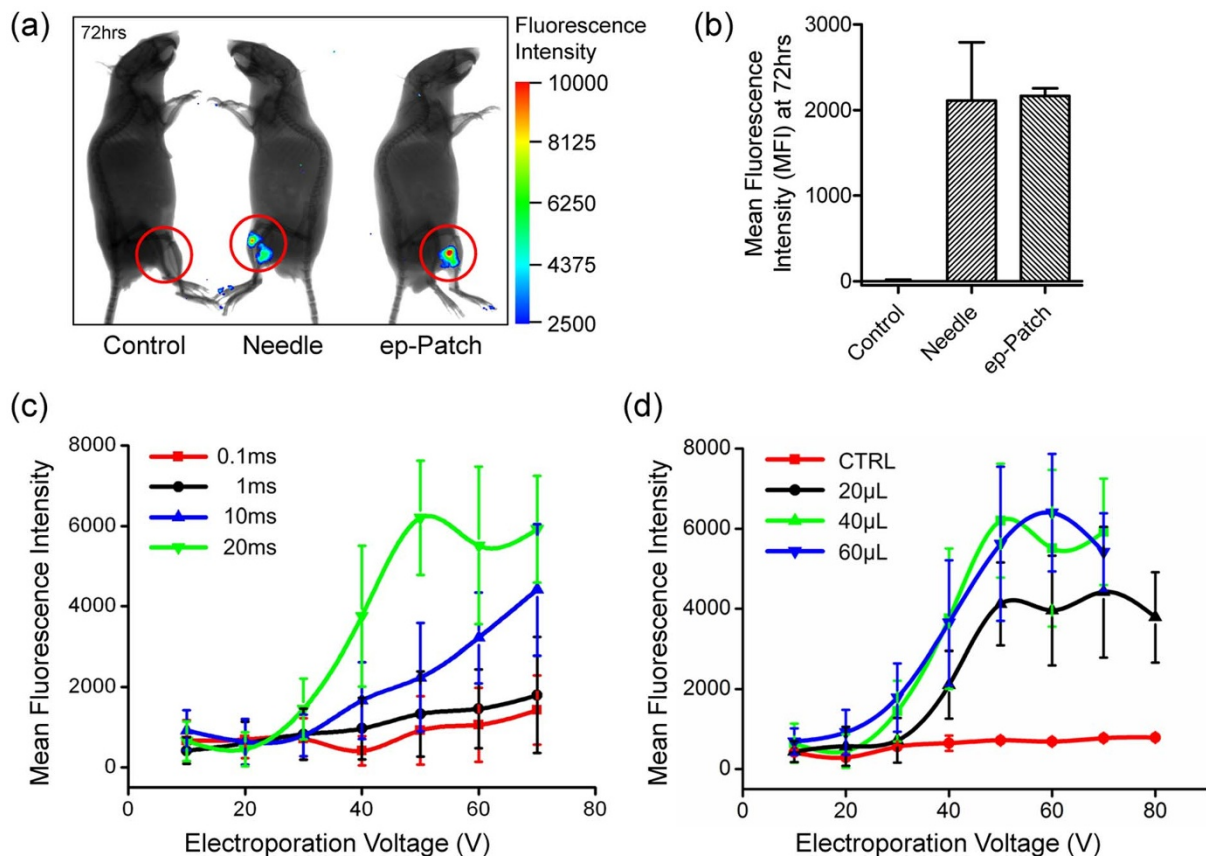 (a)
72hrs
Fluorescence
Intensity
10000
8125
6250
4375
2500
Control
Needle
ep-Patch
(b)
Mean Fluorescence
Intensity (MFI) at 72hrs
3000
2000
1000
0
Control
Needle
ep-Patch
(c)
Mean Fluorescence Intensity
8000
6000
4000
2000
0
0.1ms
1ms
10ms
20ms
0
20
40
60
80
Electroporation Voltage (V)
(d)
Mean Fluorescence Intensity
8000
6000
4000
2000
0
CTRL
20µL
40µL
60µL
0
20
40
60
80
Electroporation Voltage (V)